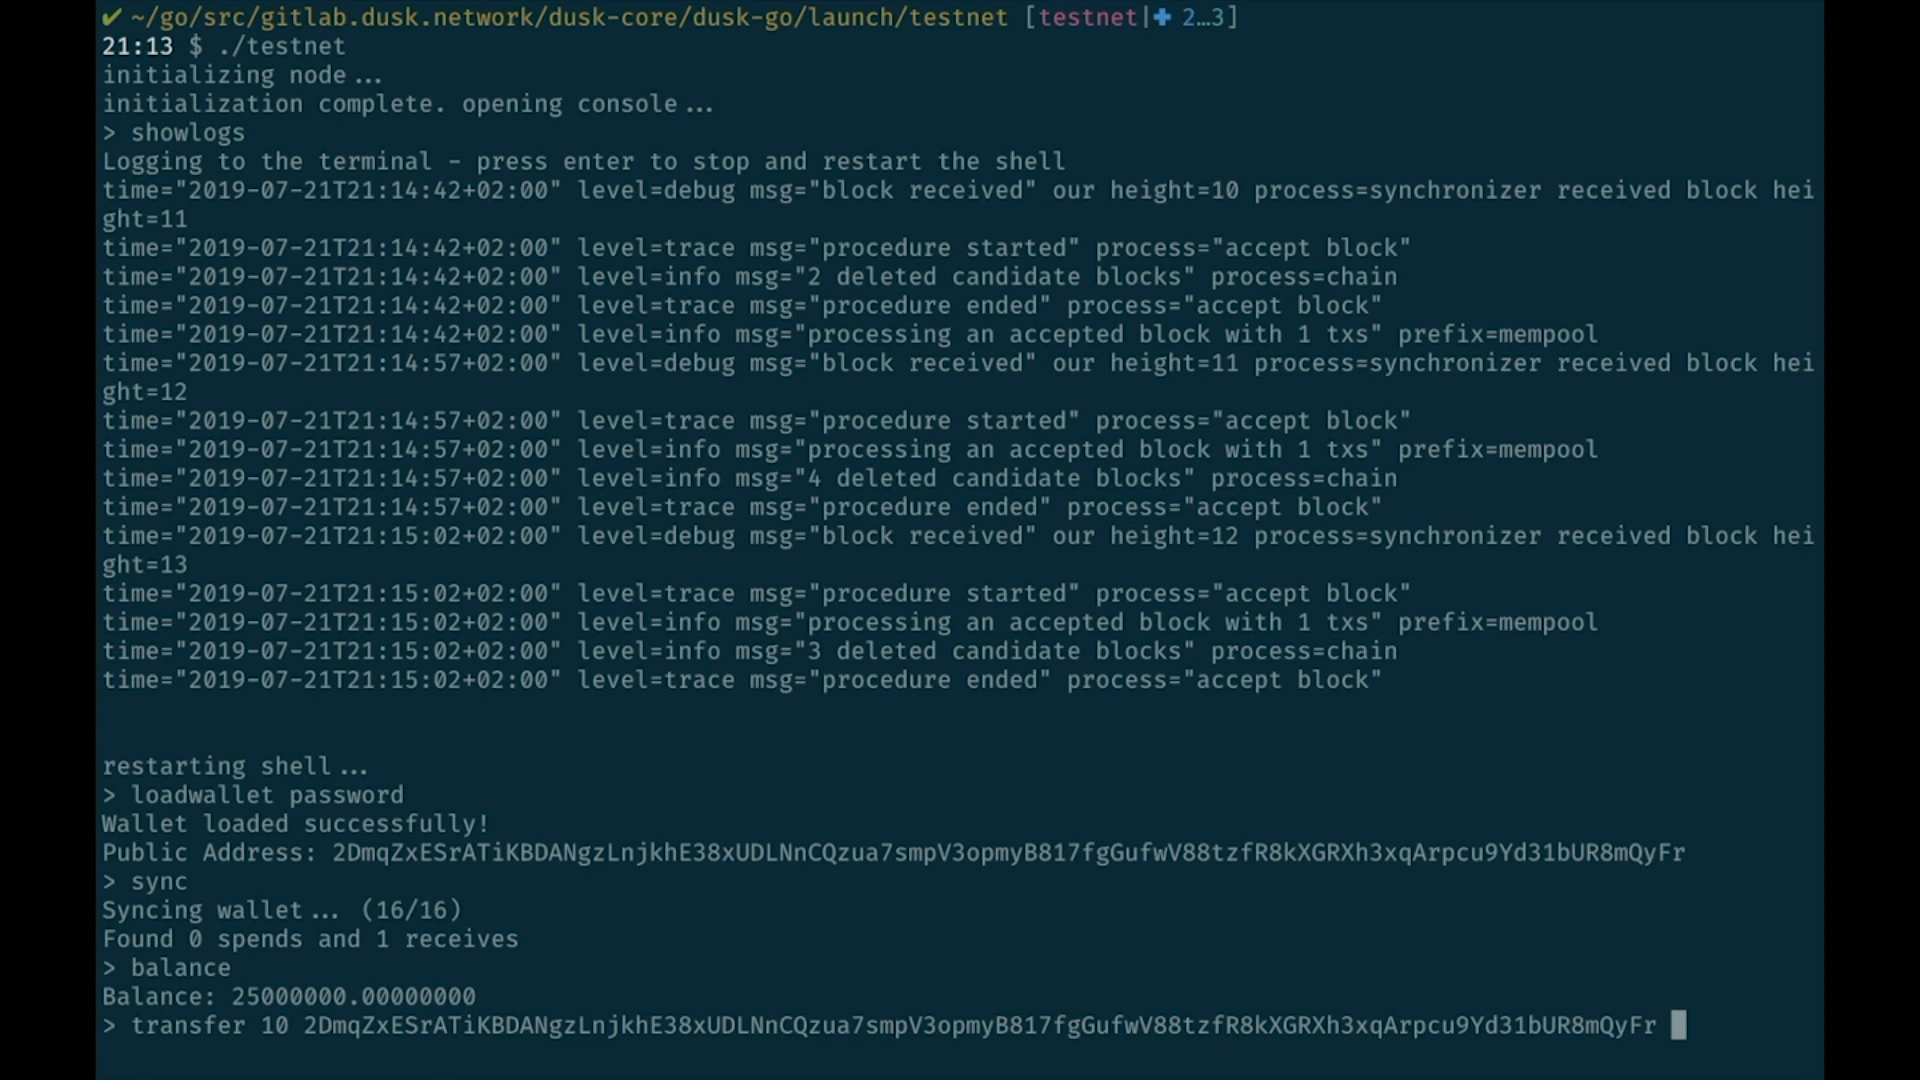 ✔ ~/go/src/gitlab.dusk.network/dusk-core/dusk-go/launch/testnet [testnet|✚ 2…3]
21:13 $ ./testnet
initializing node...
initialization complete. opening console...
> showlogs
Logging to the terminal - press enter to stop and restart the shell
time="2019-07-21T21:14:42+02:00" level=debug msg="block received" our height=10 process=synchronizer received block hei
ght=11
time="2019-07-21T21:14:42+02:00" level=trace msg="procedure started" process="accept block"
time="2019-07-21T21:14:42+02:00" level=info msg="2 deleted candidate blocks" process=chain
time="2019-07-21T21:14:42+02:00" level=trace msg="procedure ended" process="accept block"
time="2019-07-21T21:14:42+02:00" level=info msg="processing an accepted block with 1 txs" prefix=mempool
time="2019-07-21T21:14:57+02:00" level=debug msg="block received" our height=11 process=synchronizer received block hei
ght=12
time="2019-07-21T21:14:57+02:00" level=trace msg="procedure started" process="accept block"
time="2019-07-21T21:14:57+02:00" level=info msg="processing an accepted block with 1 txs" prefix=mempool
time="2019-07-21T21:14:57+02:00" level=info msg="4 deleted candidate blocks" process=chain
time="2019-07-21T21:14:57+02:00" level=trace msg="procedure ended" process="accept block"
time="2019-07-21T21:15:02+02:00" level=debug msg="block received" our height=12 process=synchronizer received block hei
ght=13
time="2019-07-21T21:15:02+02:00" level=trace msg="procedure started" process="accept block"
time="2019-07-21T21:15:02+02:00" level=info msg="processing an accepted block with 1 txs" prefix=mempool
time="2019-07-21T21:15:02+02:00" level=info msg="3 deleted candidate blocks" process=chain
time="2019-07-21T21:15:02+02:00" level=trace msg="procedure ended" process="accept block"
restarting shell...
> loadwallet password
Wallet loaded successfully!
Public Address: 2DmqZxESrATiKBDANgzLnjkhE38xUDLNnCQzua7smpV3opmyB817fgGufwV88tzfR8kXGRXh3xqArpcu9Yd31bUR8mQyFr
> sync
Syncing wallet... (16/16)
Found 0 spends and 1 receives
> balance
Balance: 25000000.00000000
> transfer 10 2DmqZxESrATiKBDANgzLnjkhE38xUDLNnCQzua7smpV3opmyB817fgGufwV88tzfR8kXGRXh3xqArpcu9Yd31bUR8mQyFr